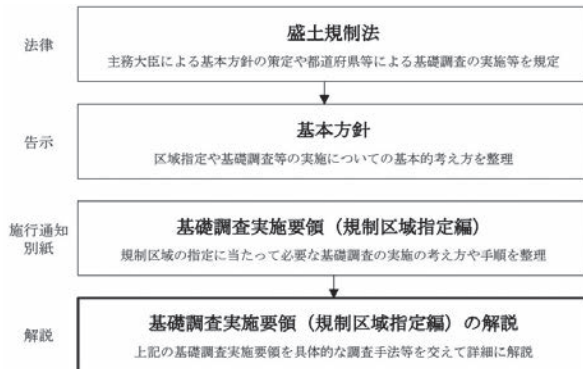 法律
盛土規制法
主務大臣による基本方針の策定や都道府県等による基礎調査の実施等を規定
告示
基本方針
区域指定や基礎調査等の実施についての基本的考え方を整理
施行通知
別紙
基礎調査実施要領（規制区域指定編）
規制区域の指定に当たって必要な基礎調査の実施の考え方や手順を整理
解説
基礎調査実施要領（規制区域指定編）の解説
上記の基礎調査実施要領を具体的な調査手法等を交えて詳細に解説